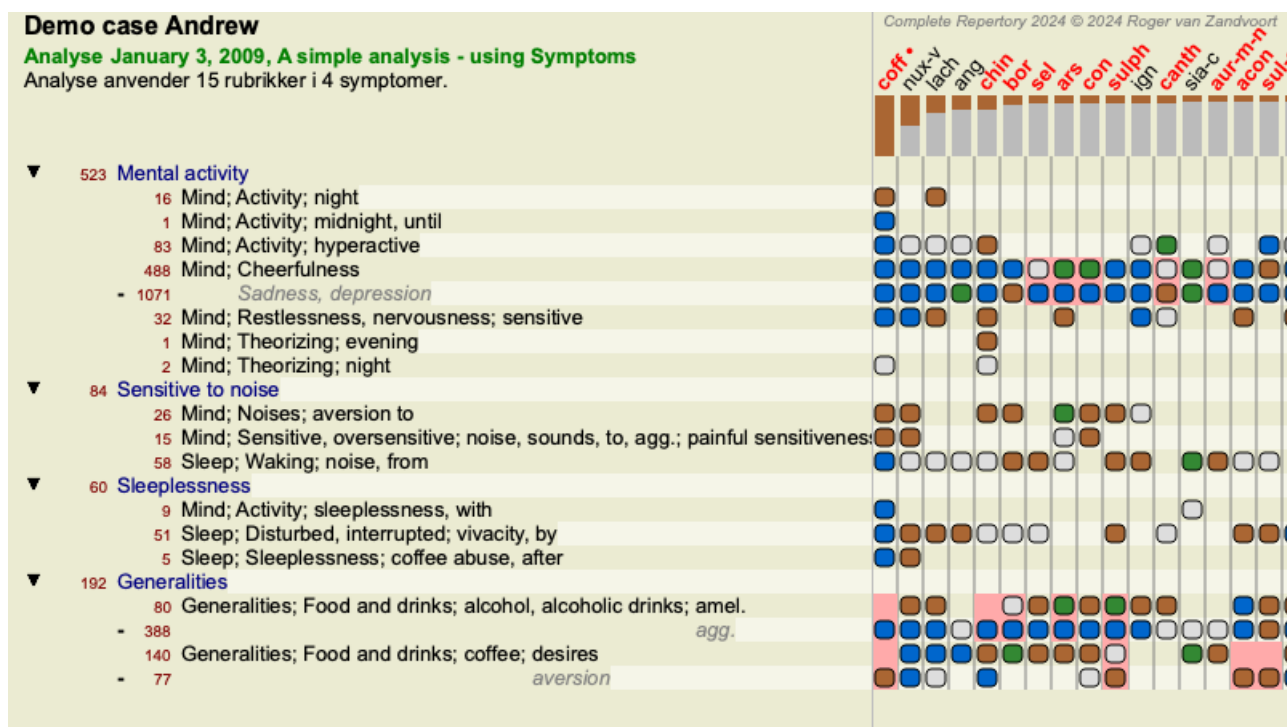 Demo case Andrew
Complete Repertory 2024 © 2024 Roger van Zandvoort
Analyse January 3, 2009, A simple analysis - using Symptoms
Analyse anvender 15 rubrikker i 4 symptomer.
coff • nux-v lach ang chin bor sel ars con sulph ign canth sia-c aur-m-n acon
523 Mental activity
16 Mind; Activity; night
1 Mind; Activity; midnight, until
83 Mind; Activity; hyperactive
488 Mind; Cheerfulness
- 1071 Sadness, depression
32 Mind; Restlessness, nervousness; sensitive
1 Mind; Theorizing; evening
2 Mind; Theorizing; night
84 Sensitive to noise
26 Mind; Noises; aversion to
15 Mind; Sensitive, oversensitive; noise, sounds, to, agg.; painful sensitiveness
58 Sleep; Waking; noise, from
60 Sleeplessness
9 Mind; Activity; sleeplessness, with
51 Sleep; Disturbed, interrupted; vivacity, by
5 Sleep; Sleeplessness; coffee abuse, after
192 Generalities
80 Generalities; Food and drinks; alcohol, alcoholic drinks; amel.
- 388 agg.
140 Generalities; Food and drinks; coffee; desires
- 77 aversion